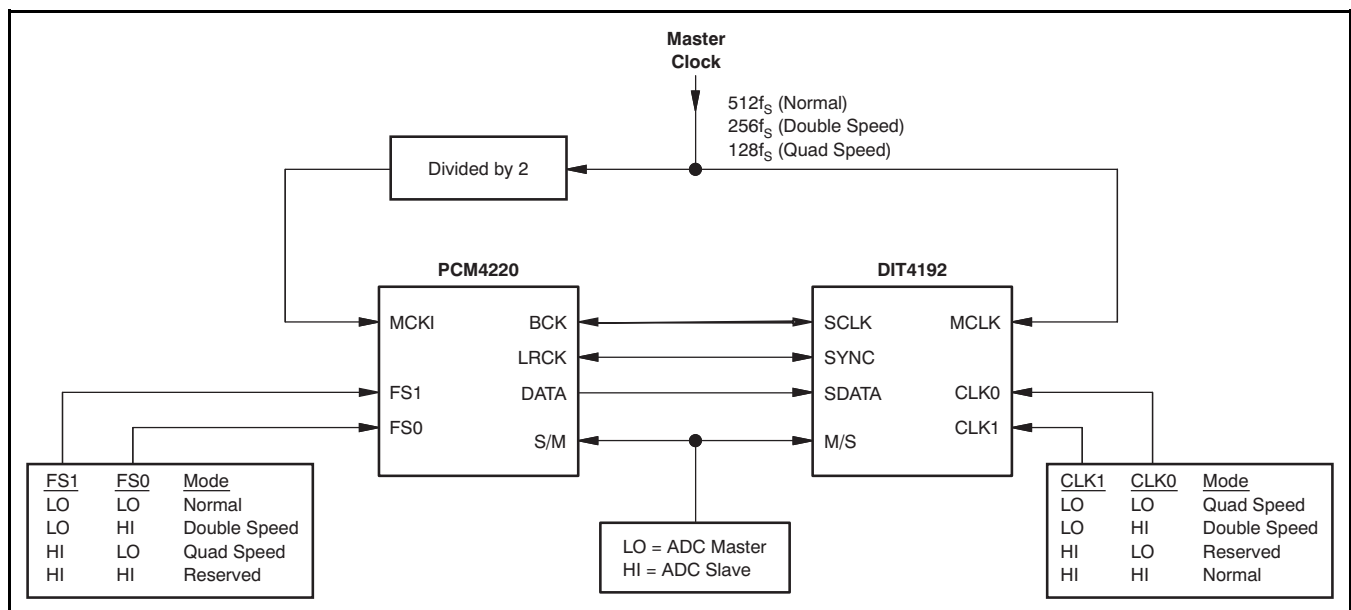 Master
Clock
512fS (Normal)
256fS (Double Speed)
128fS (Quad Speed)
Divided by 2
PCM4220
DIT4192
MCKI
BCK
SCLK
MCLK
LRCK
SYNC
FS1
DATA
SDATA
CLK0
FS0
CLK1
S/M
M/S
FS1 FS0 Mode
LO LO Normal
LO HI Double Speed
HI LO Quad Speed
HI HI Reserved
LO = ADC Master
HI = ADC Slave
CLK1 CLK0 Mode
LO LO Quad Speed
LO HI Double Speed
HI LO Reserved
HI HI Normal